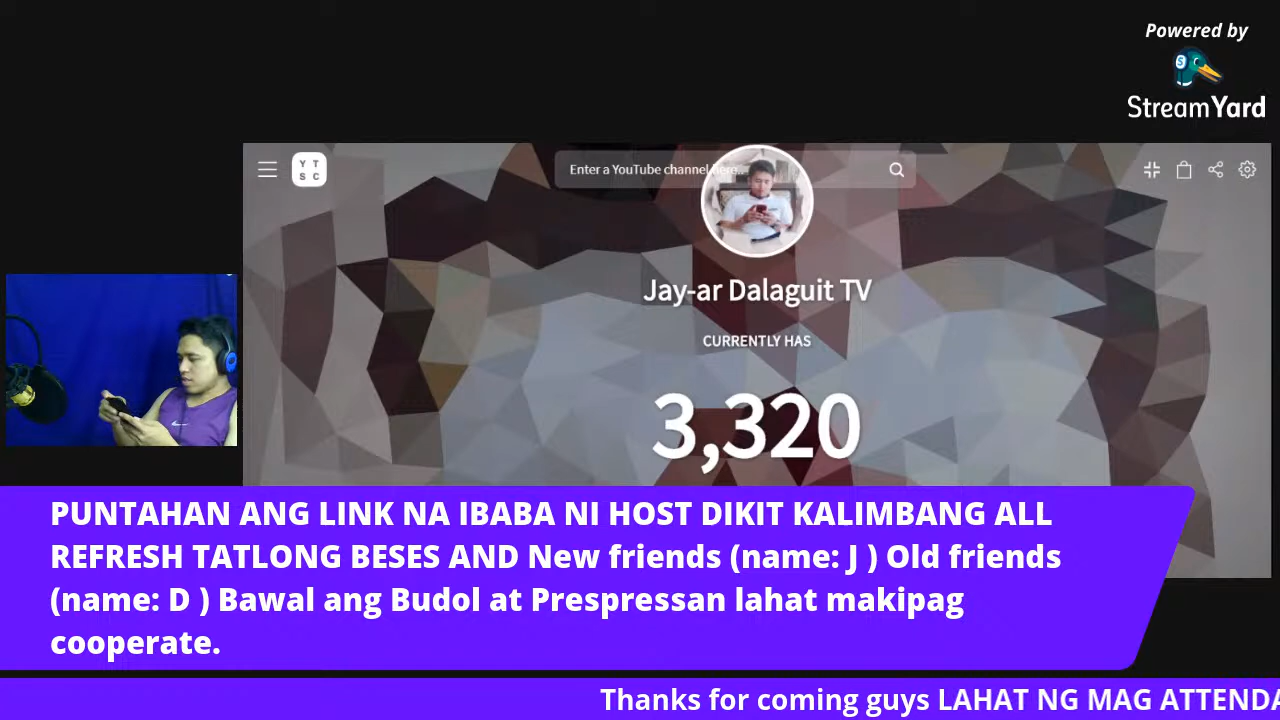 Powered by
StreamYard
Y T
S C
Enter a YouTube channel here...
Jay-ar Dalaguit TV
CURRENTLY HAS
3,320
PUNTAHAN ANG LINK NA IBABA NI HOST DIKIT KALIMBANG ALL
REFRESH TATLONG BESES AND New friends (name: J ) Old friends
(name: D ) Bawal ang Budol at Prespressan lahat makipag
cooperate.
Thanks for coming guys LAHAT NG MAG ATTENDA